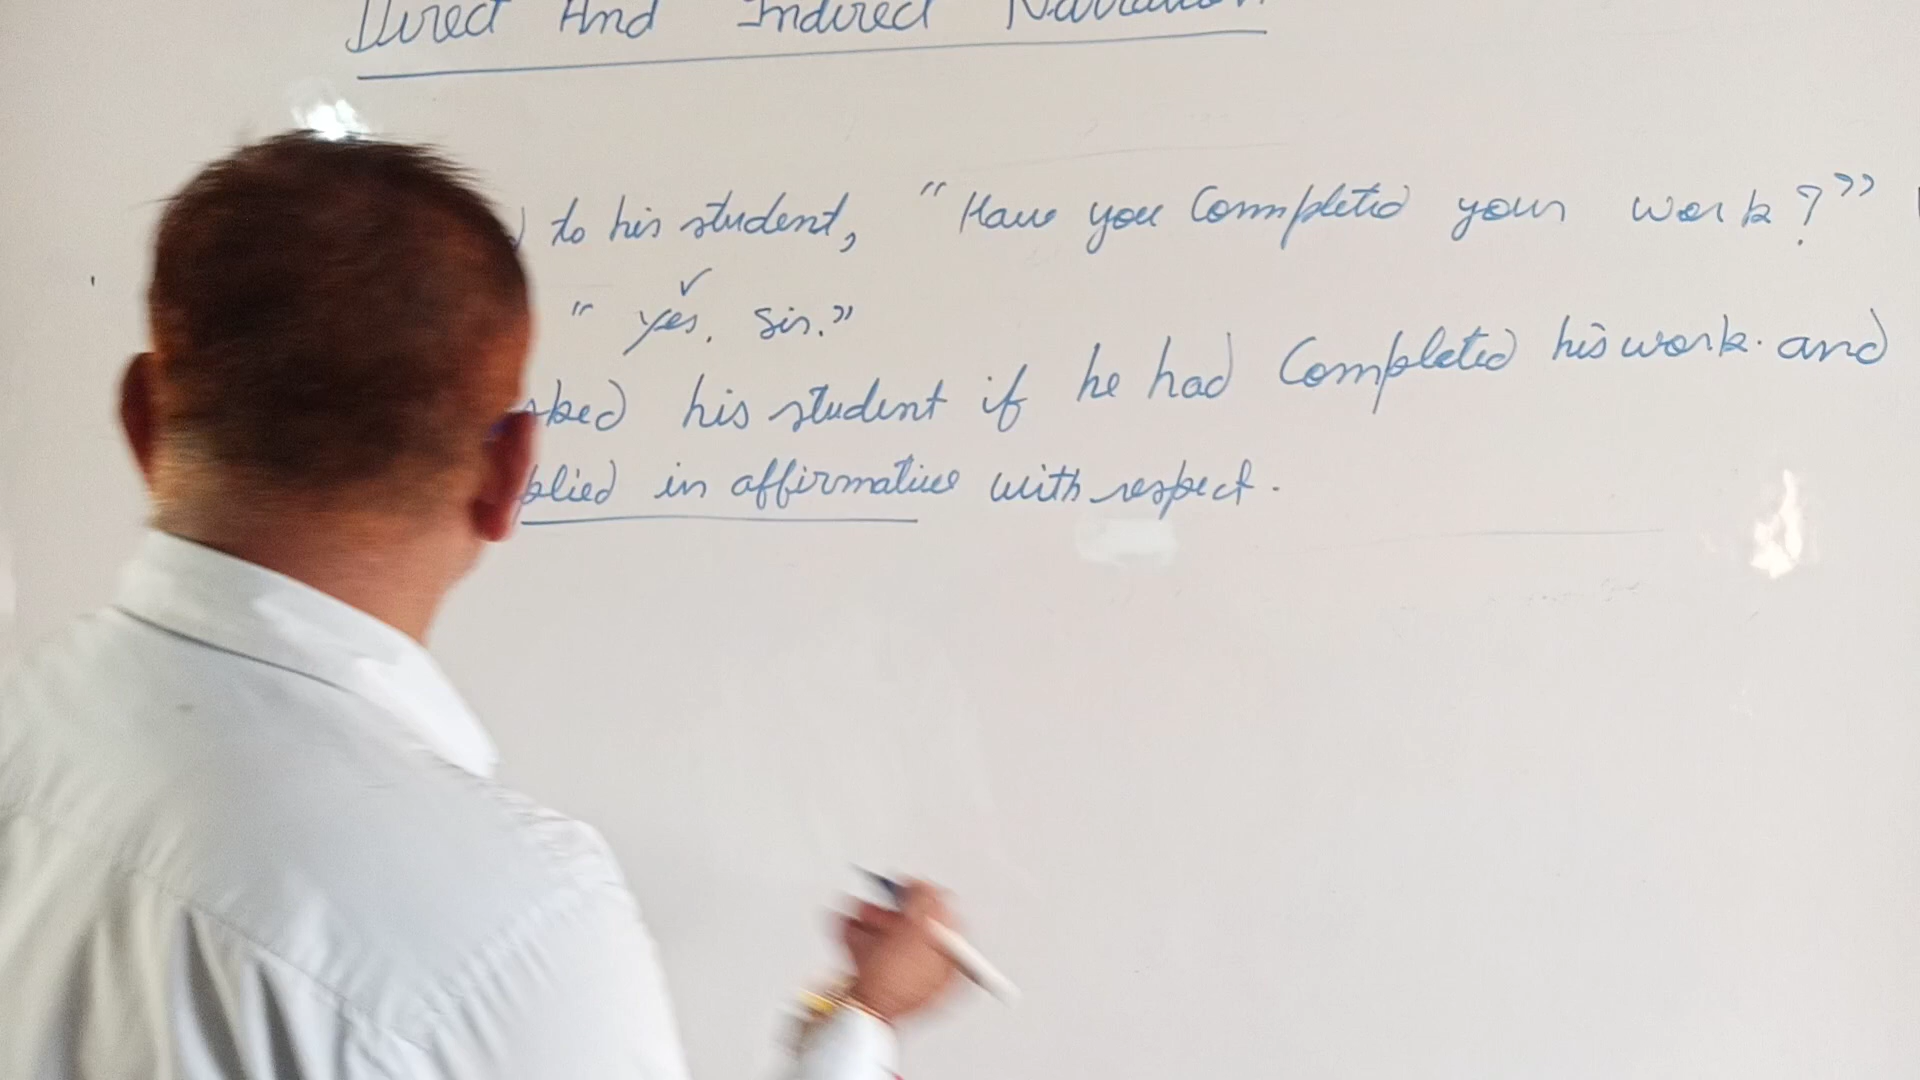 Direct And Indirect Narration
to his student, "Have you Completed your work?"
"yes, Sir."
his student if he had Completed his work. and
in affirmative with respect.